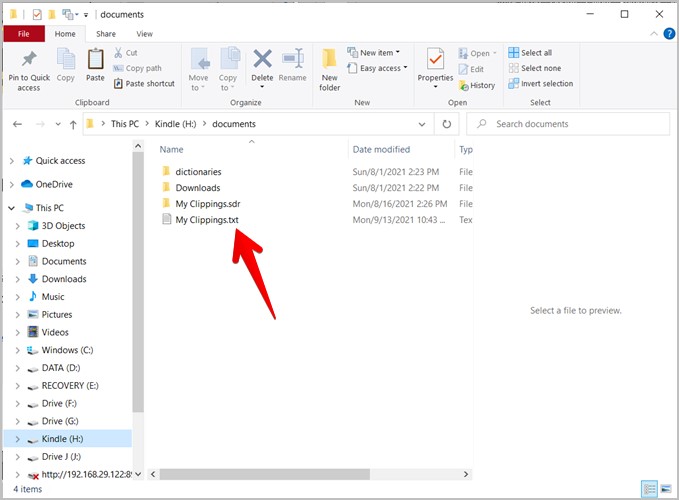 documents
File Home Share View
Pin to Quick access
Copy
Paste
Cut
Copy path
Paste shortcut
Clipboard
Move to
Copy to
Delete
Rename
Organize
New folder
New item
Easy access
New
Properties
Open
Edit
History
Open
Select all
Select none
Invert selection
Select
This PC > Kindle (H:) > documents
Search documents
Name Date modified Typ
dictionaries Sun/8/1/2021 2:23 PM File
Downloads Sun/8/1/2021 2:22 PM File
My Clippings.sdr Mon/8/16/2021 2:26 PM File
My Clippings.txt Mon/9/13/2021 10:43 ... Tex
Quick access
OneDrive
This PC
3D Objects
Desktop
Documents
Downloads
Music
Pictures
Videos
Windows (C:)
DATA (D:)
RECOVERY (E:)
Drive (F:)
Drive (G:)
Kindle (H:)
Drive J (J:)
http://192.168.29.122:8
Select a file to preview.
4 items